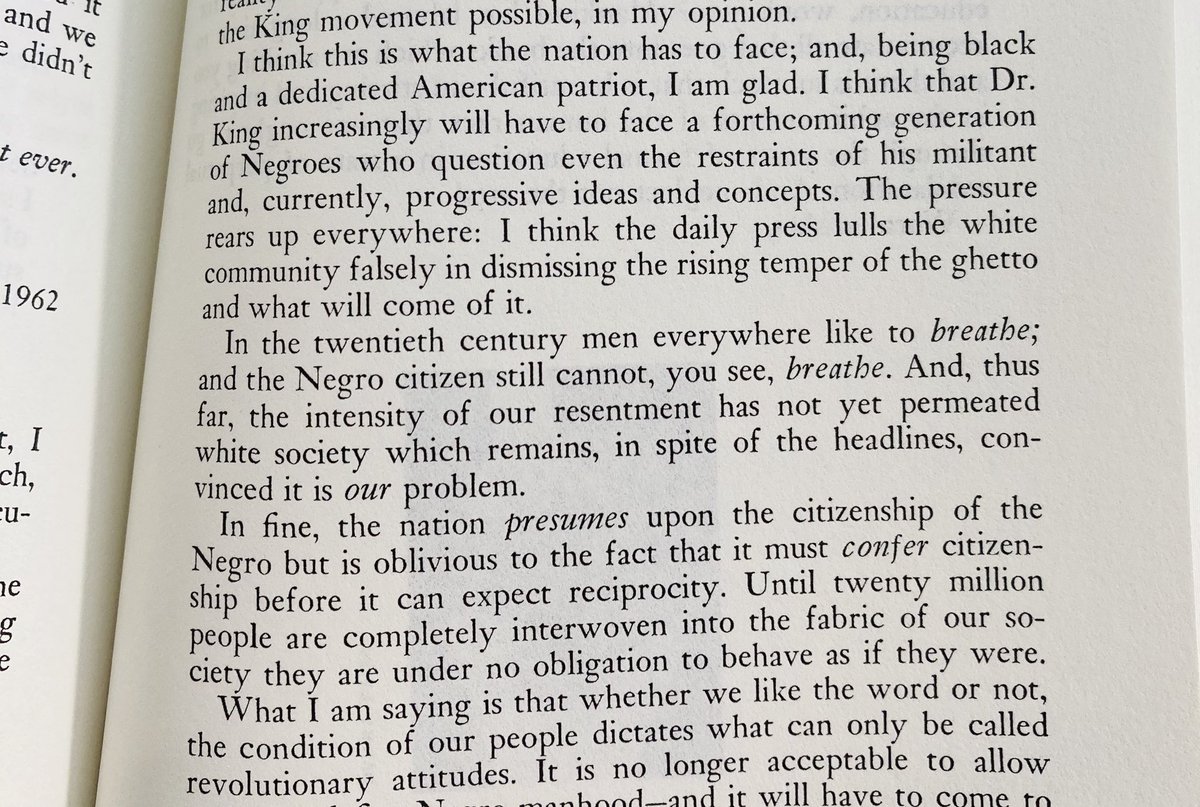 it
and we
didn't
ever.
1962
I
the King movement possible, in my opinion.
I think this is what the nation has to face; and, being black
and a dedicated American patriot, I am glad. I think that Dr.
King increasingly will have to face a forthcoming generation
of Negroes who question even the restraints of his militant
and, currently, progressive ideas and concepts. The pressure
rears up everywhere: I think the daily press lulls the white
community falsely in dismissing the rising temper of the ghetto
and what will come of it.
In the twentieth century men everywhere like to breathe;
and the Negro citizen still cannot, you see, breathe. And, thus
far, the intensity of our resentment has not yet permeated
white society which remains, in spite of the headlines, con-
vinced it is our problem.
In fine, the nation presumes upon the citizenship of the
Negro but is oblivious to the fact that it must confer citizen-
ship before it can expect reciprocity. Until twenty million
people are completely interwoven into the fabric of our so-
ciety they are under no obligation to behave as if they were.
What I am saying is that whether we like the word or not,
the condition of our people dictates what can only be called
revolutionary attitudes. It is no longer acceptable to allow
manhood—and it will have to come to